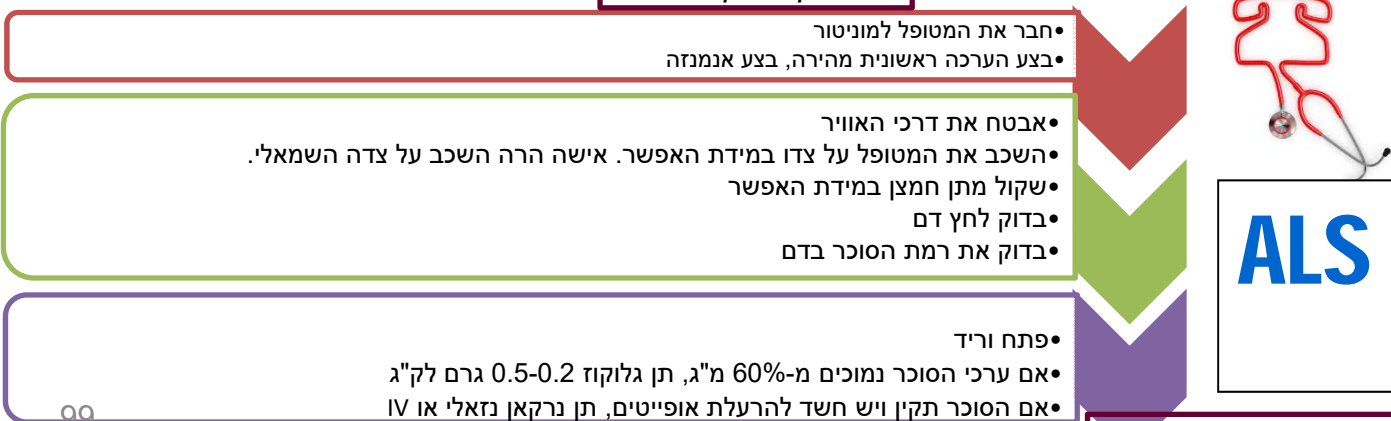 •חבר את המטופל למוניטור
•בצע הערכה ראשונית מהירה, בצע אנמנזה
•אבטח את דרכי האוויר
•השכב את המטופל על צדו במידת האפשר. אישה הרה השכב על צדה השמאלי.
•שקול מתן חמצן במידת האפשר
•בדוק לחץ דם
•בדוק את רמת הסוכר בדם
ALS
•פתח וריד
•אם ערכי הסוכר נמוכים מ-60% מ"ג, תן גלוקוז 0.5-0.2 גרם לק"ג
•אם הסוכר תקין ויש חשד להרעלת אופייטים, תן נרקאן נזאלי או IV
99